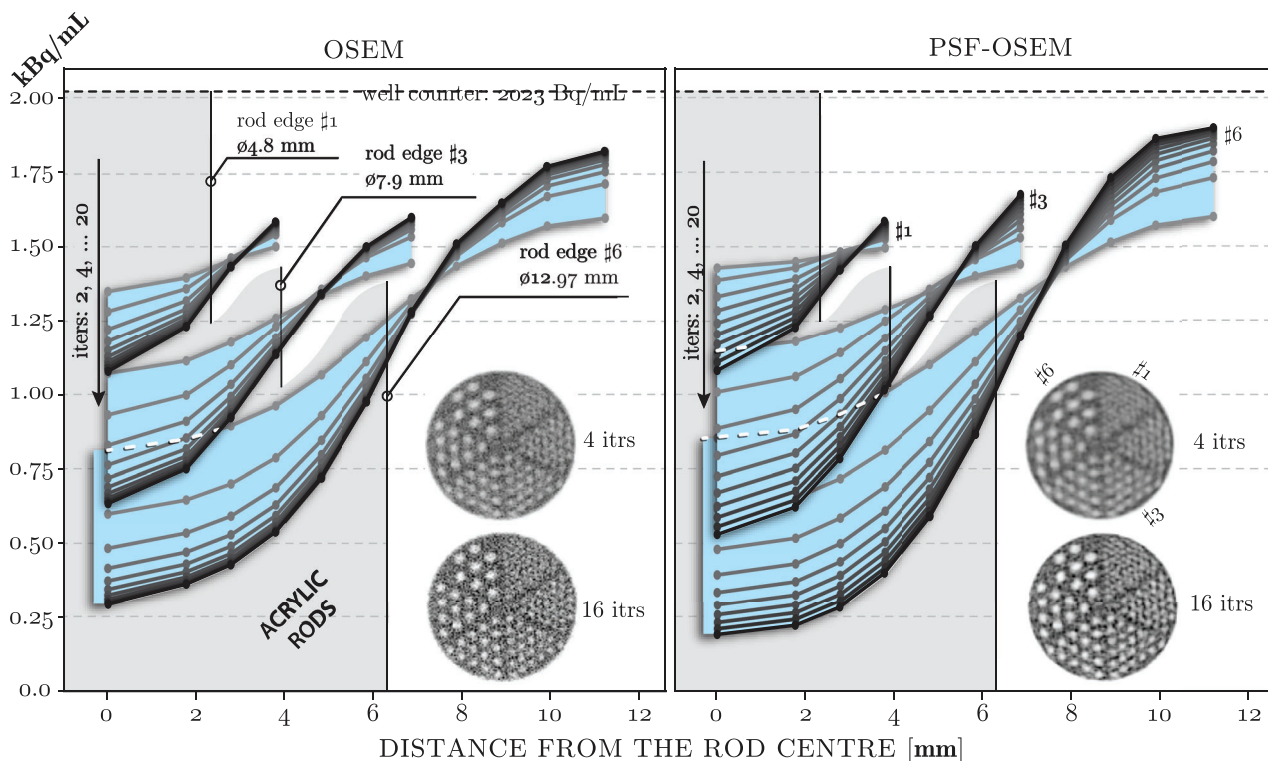 kBq/mL
OSEM
PSF-OSEM
2.00
1.75
1.50
1.25
1.00
0.75
0.50
0.25
0.0
well counter: 2023 Bq/mL
rod edge ♯1
ø4.8 mm
rod edge ♯3
ø7.9 mm
rod edge ♯6
ø12.97 mm
iters: 2, 4, ... 20
4 itrs
16 itrs
ACRYLIC
RODS
0 2 4 6 8 10 12
iters: 2, 4, ... 20
♯1
♯3
♯6
♯6
♯1
4 itrs
♯3
16 itrs
0 2 4 6 8 10 12
DISTANCE FROM THE ROD CENTRE [mm]